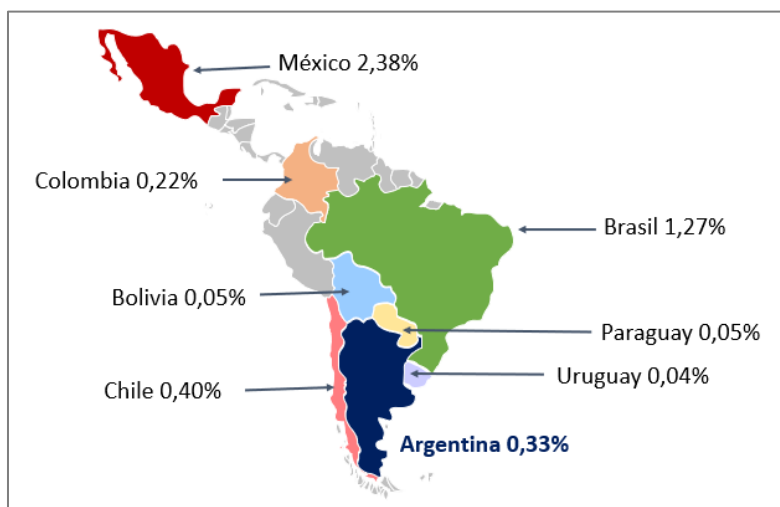 México 2,38%
Colombia 0,22%
Brasil 1,27%
Bolivia 0,05%
Paraguay 0,05%
Uruguay 0,04%
Chile 0,40%
Argentina 0,33%